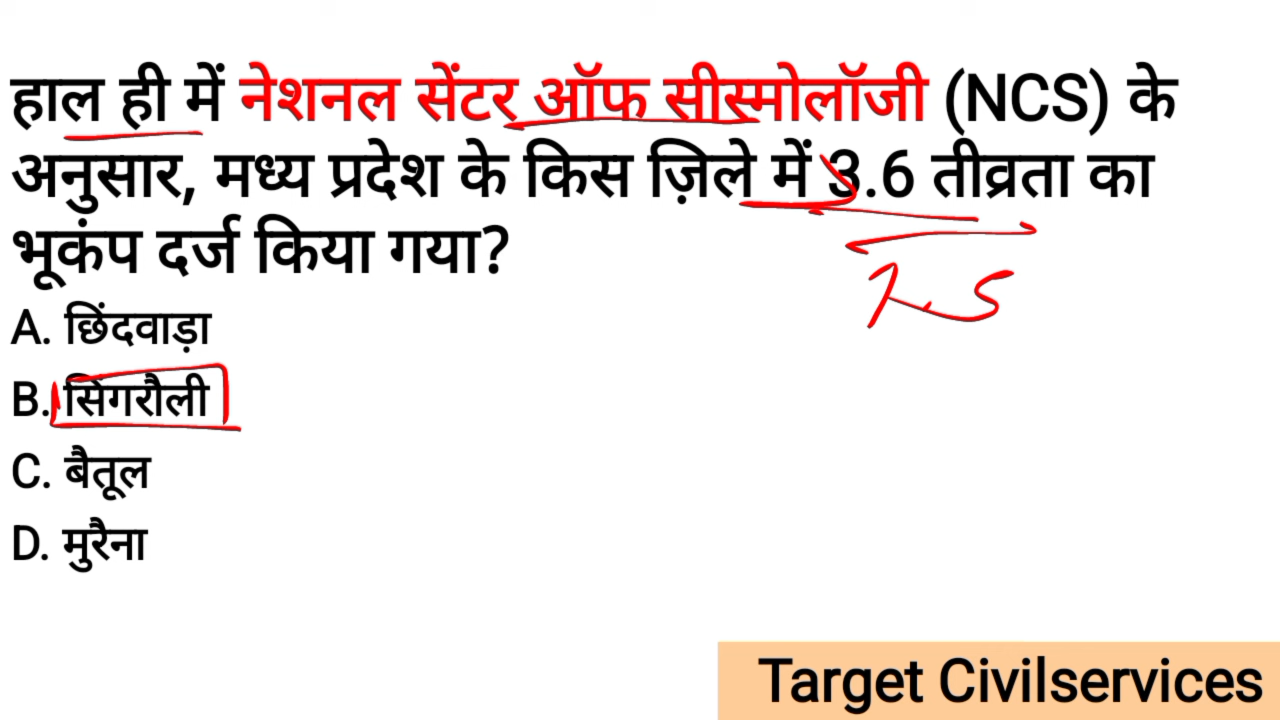 हाल ही में नेशनल सेंटर ऑफ सीस्मोलॉजी (NCS) के
अनुसार, मध्य प्रदेश के किस ज़िले में 3.6 तीव्रता का
भूकंप दर्ज किया गया?
A. छिंदवाड़ा
B. सिंगरौली
C. बैतूल
D. मुरैना
Target Civilservices